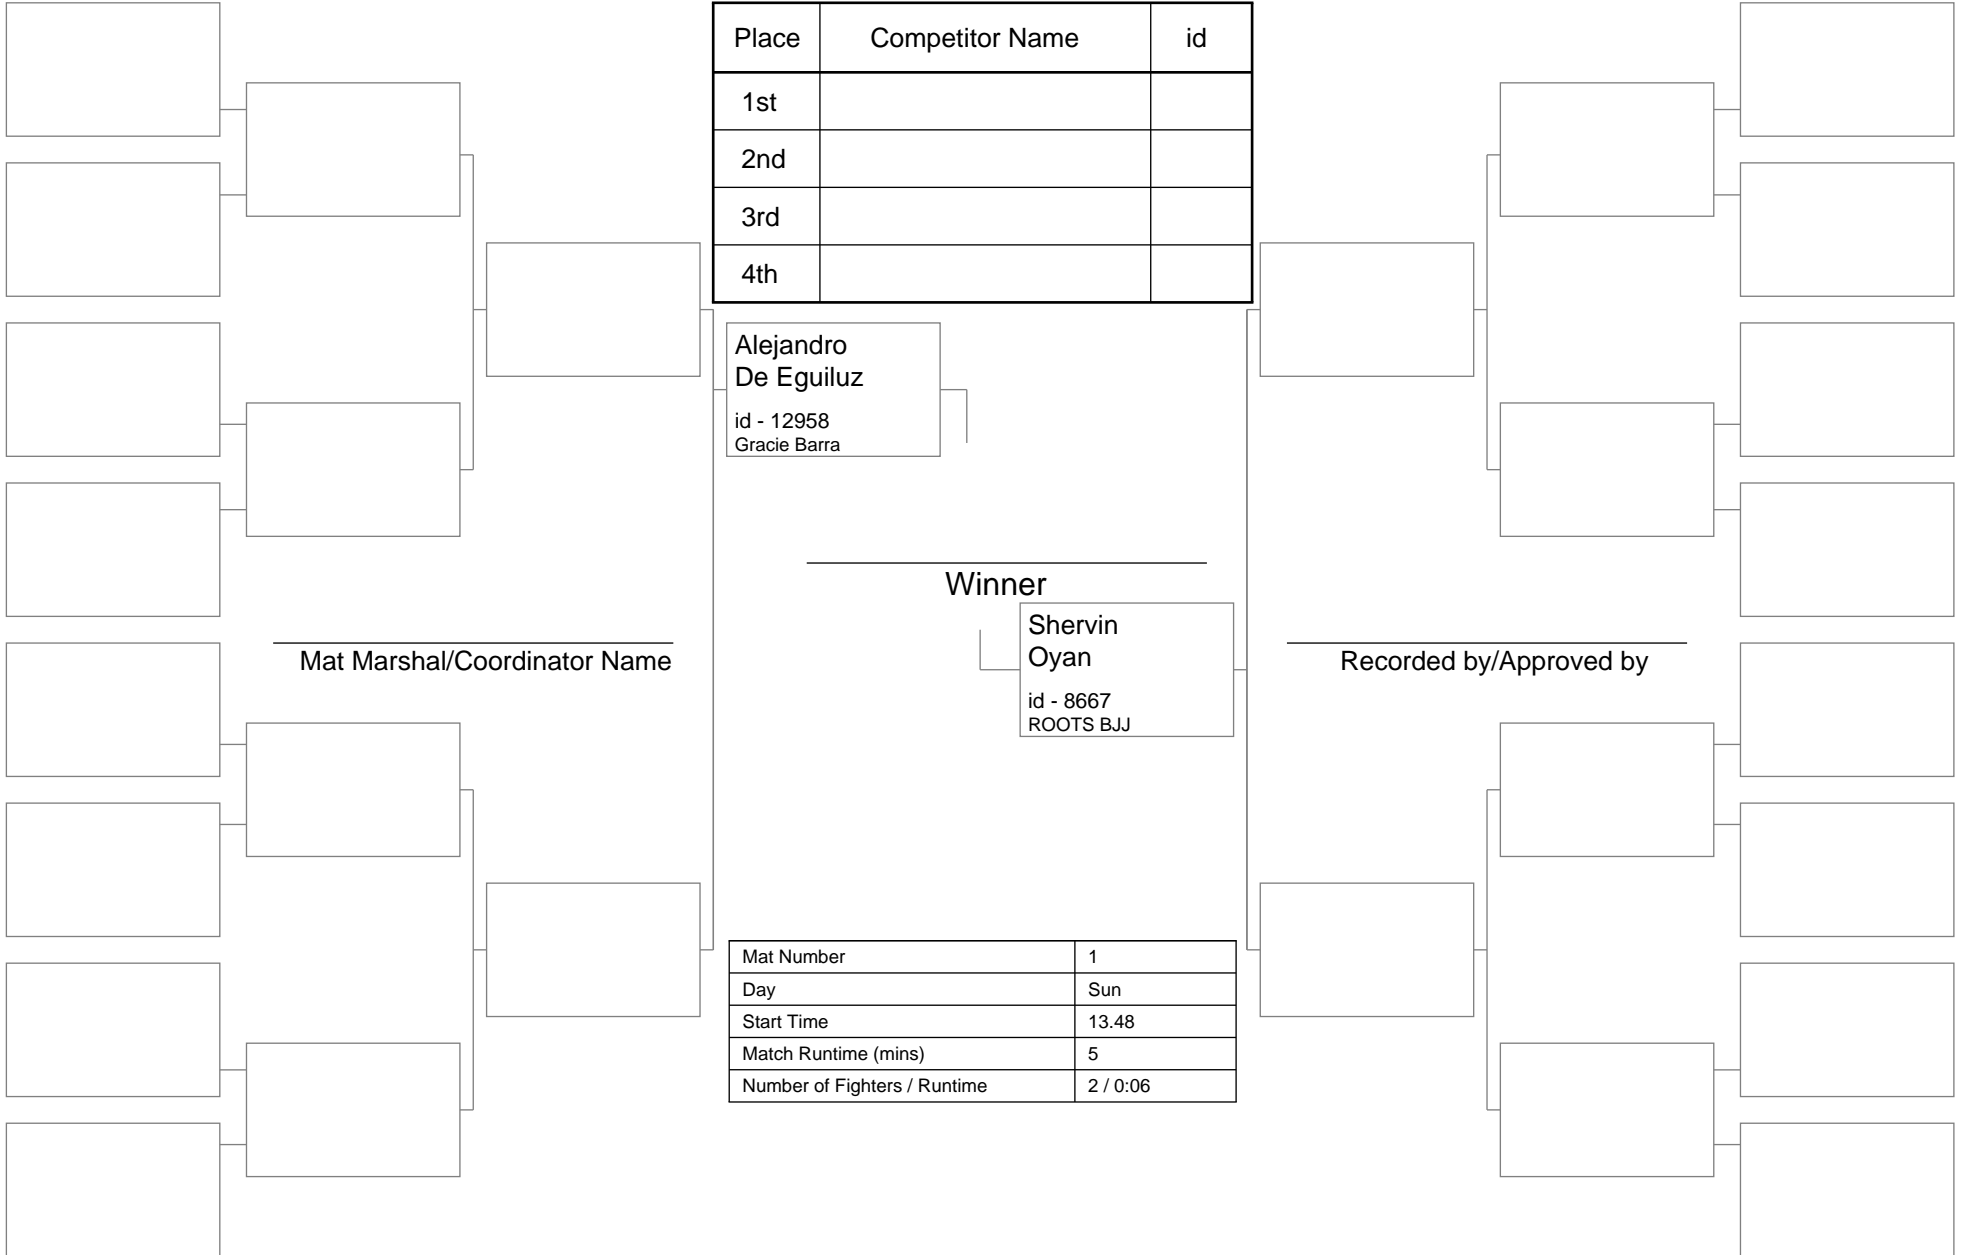 Place Competitor Name id
1st
2nd
3rd
4th
Alejandro
De Eguiluz
id - 12958
Gracie Barra
Winner
Shervin
Oyan
id - 8667
ROOTS BJJ
Mat Marshal/Coordinator Name
Recorded by/Approved by
Mat Number 1
Day Sun
Start Time 13.48
Match Runtime (mins) 5
Number of Fighters / Runtime 2 / 0:06